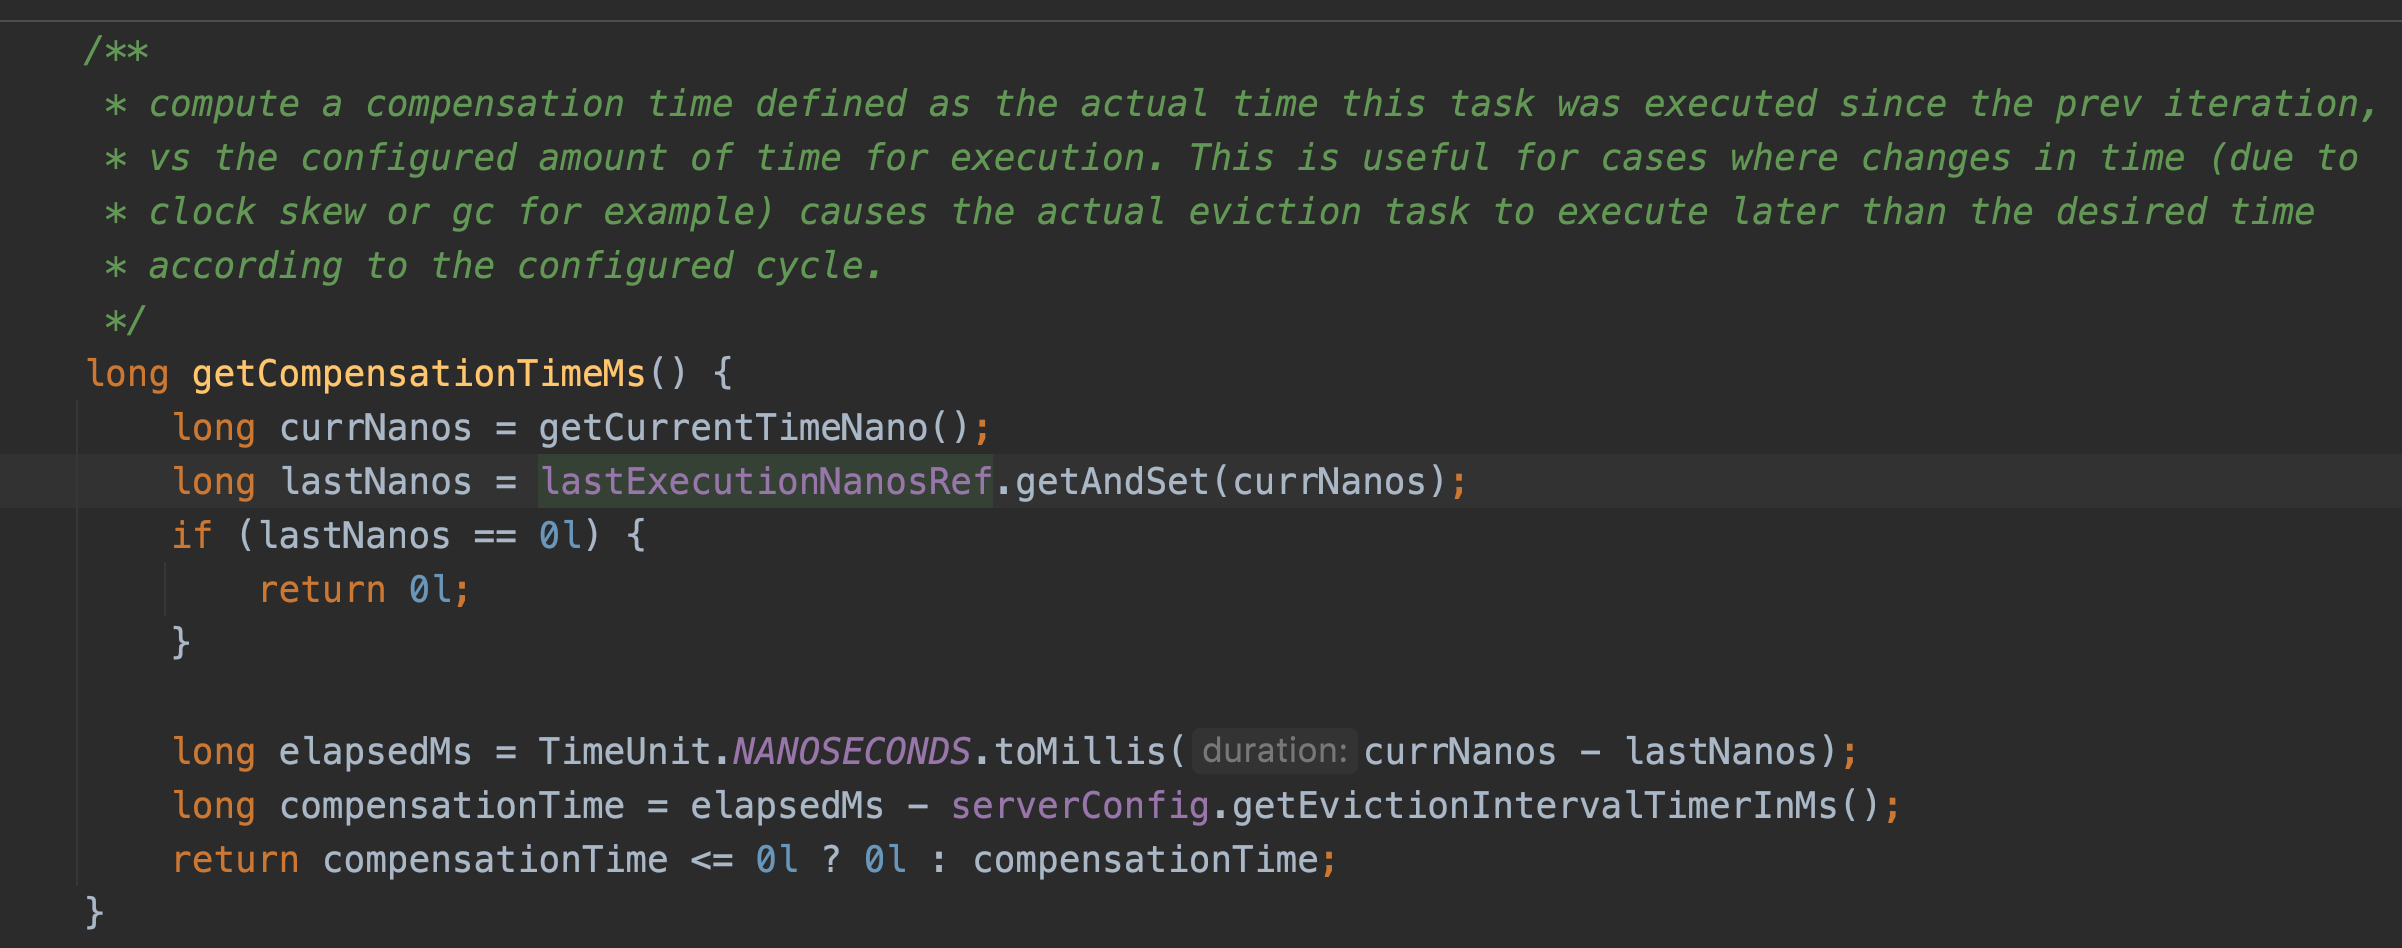 /**
 * compute a compensation time defined as the actual time this task was executed since the prev iteration,
 * vs the configured amount of time for execution. This is useful for cases where changes in time (due to
 * clock skew or gc for example) causes the actual eviction task to execute later than the desired time
 * according to the configured cycle.
 */
long getCompensationTimeMs() {
    long currNanos = getCurrentTimeNano();
    long lastNanos = lastExecutionNanosRef.getAndSet(currNanos);
    if (lastNanos == 0l) {
        return 0l;
    }
    long elapsedMs = TimeUnit.NANOSECONDS.toMillis( duration: currNanos - lastNanos);
    long compensationTime = elapsedMs - serverConfig.getEvictionIntervalTimerInMs();
    return compensationTime <= 0l ? 0l : compensationTime;
}